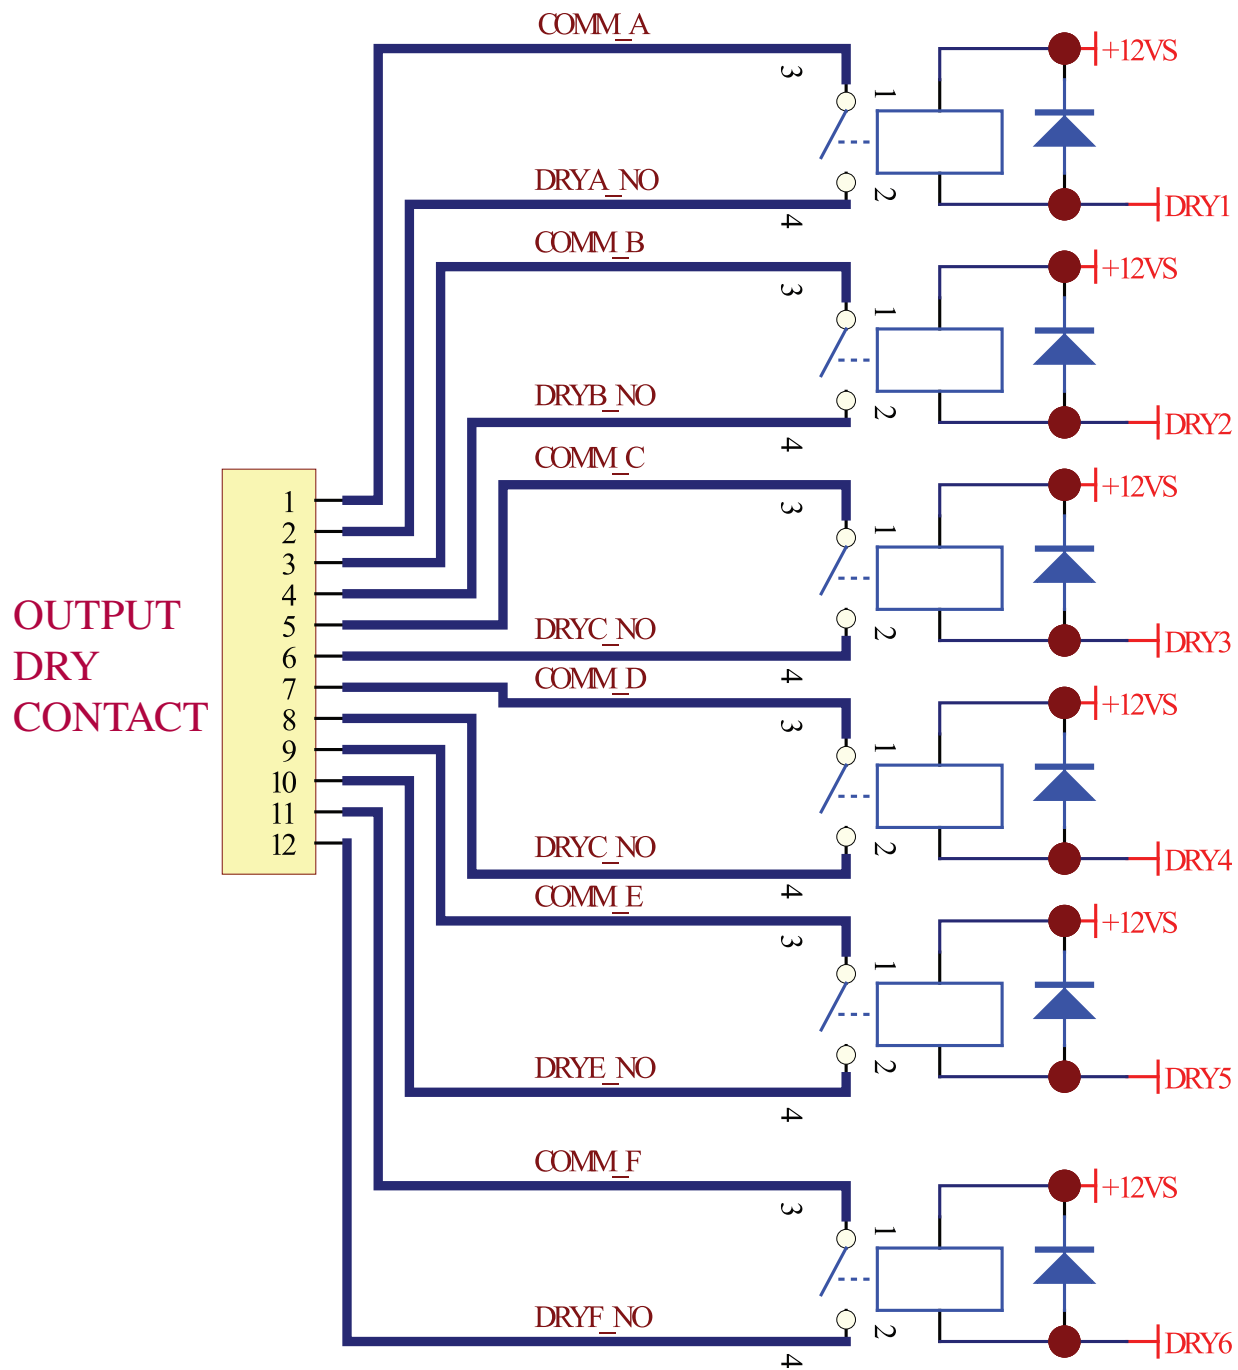 COMM_A
3
1
+12VS
DRYA_NO
2
4
DRY1
COMM_B
3
1
+12VS
DRYB_NO
2
4
DRY2
COMM_C
3
1
+12VS
DRYC_NO
2
4
DRY3
COMM_D
3
1
+12VS
DRYC_NO
2
4
DRY4
COMM_E
3
1
+12VS
DRYE_NO
2
4
DRY5
COMM_F
3
1
+12VS
DRYF_NO
2
4
DRY6
OUTPUT
DRY
CONTACT
1
2
3
4
5
6
7
8
9
10
11
12